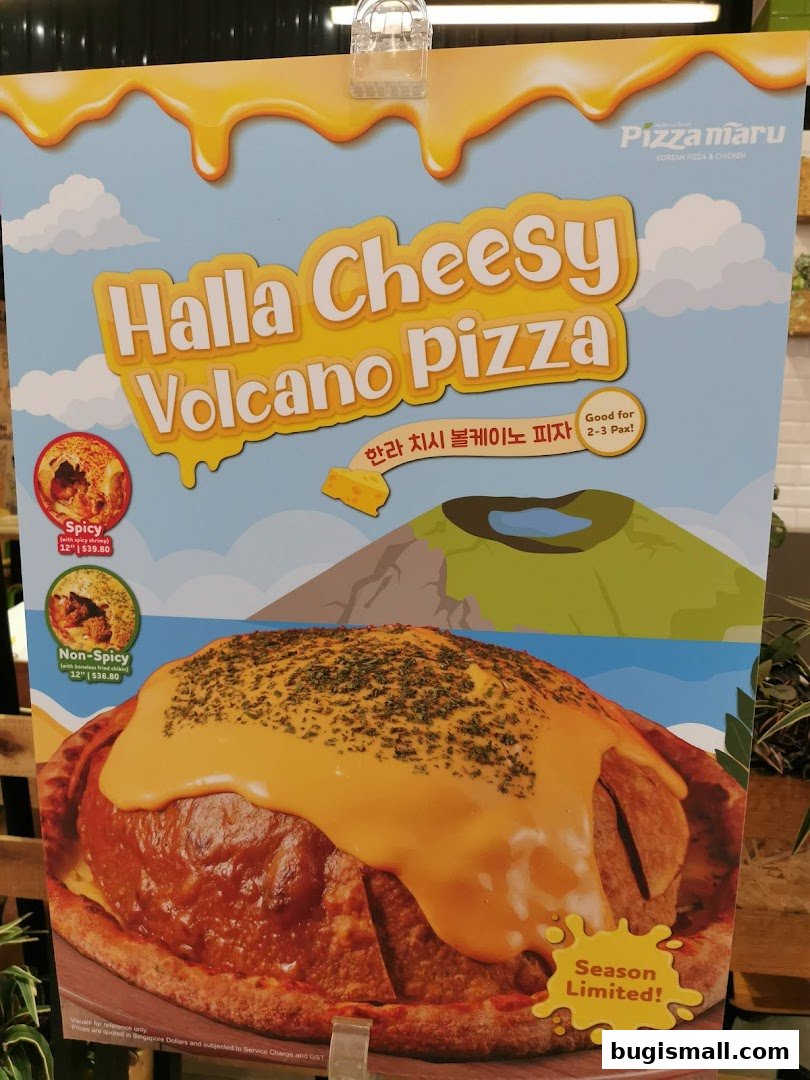 Pizza maru
KOREAN PIZZA & CHICKEN
Halla Cheesy
Volcano Pizza
한라 치시 볼케이노 피자
Good for
2-3 Pax!
Spicy
(with spicy shrimp)
12" | $39.80
Non-Spicy
(with boneless fried chikin)
12" | $36.80
Season
Limited!
Visuals for reference only.
Prices are quoted in Singapore Dollars and subjected to Service Charge and GST.
bugismall.com